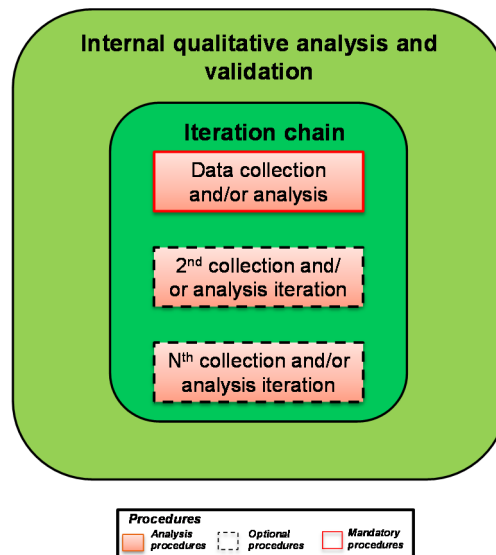 Internal qualitative analysis and
validation
Iteration chain
Data collection
and/or analysis
2nd collection and/
or analysis iteration
Nth collection and/or
analysis iteration
Procedures
Analysis procedures
Optional procedures
Mandatory procedures